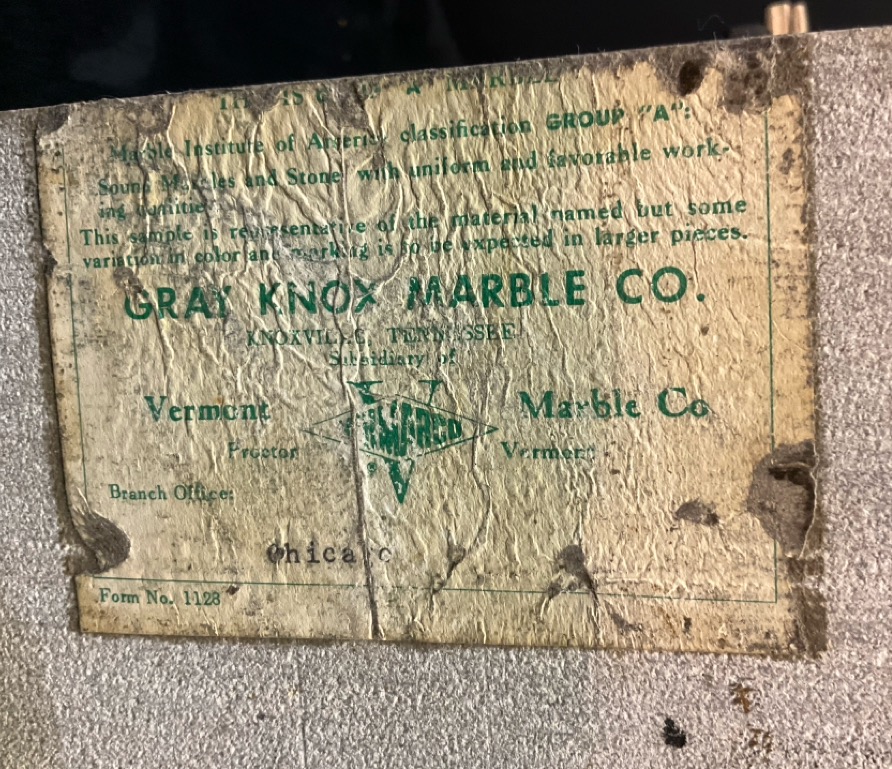 Marble Institute of America classification GROUP "A":
Sound Marbles and Stone with uniform and favorable work-
ing qualities
This sample is representative of the material named but some
variation in color and marking is to be expected in larger pieces.
GRAY KNOX MARBLE CO.
KNOXVILLE, TENNESSEE
Subsidiary of
Vermont VERMARCO Marble Co
Proctor Vermont
Branch Office:
Chicago
Form No. 1128